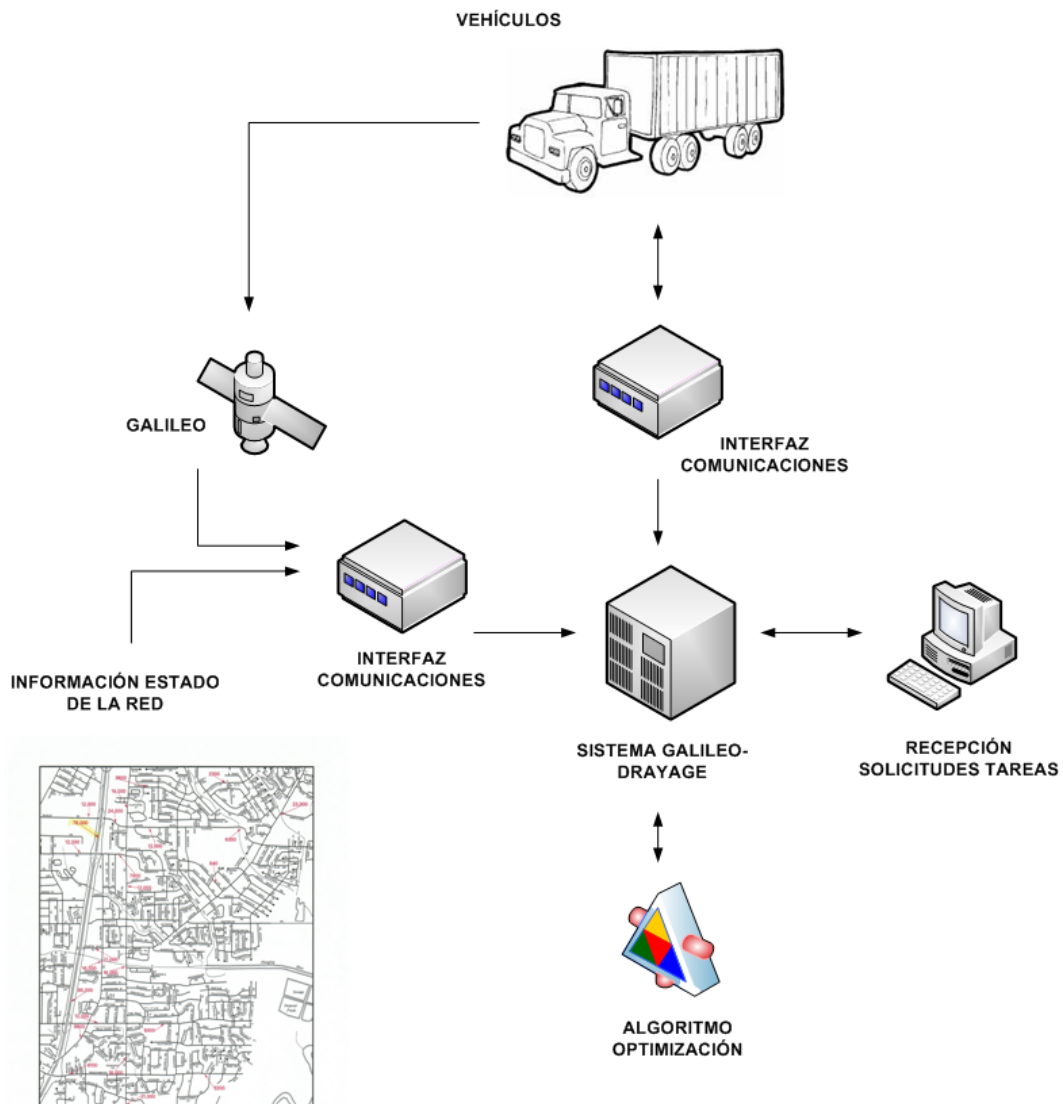 VEHÍCULOS
GALILEO
INTERFAZ
COMUNICACIONES
INTERFAZ
COMUNICACIONES
INFORMACIÓN ESTADO
DE LA RED
SISTEMA GALILEO-
DRAYAGE
RECEPCIÓN
SOLICITUDES TAREAS
ALGORITMO
OPTIMIZACIÓN